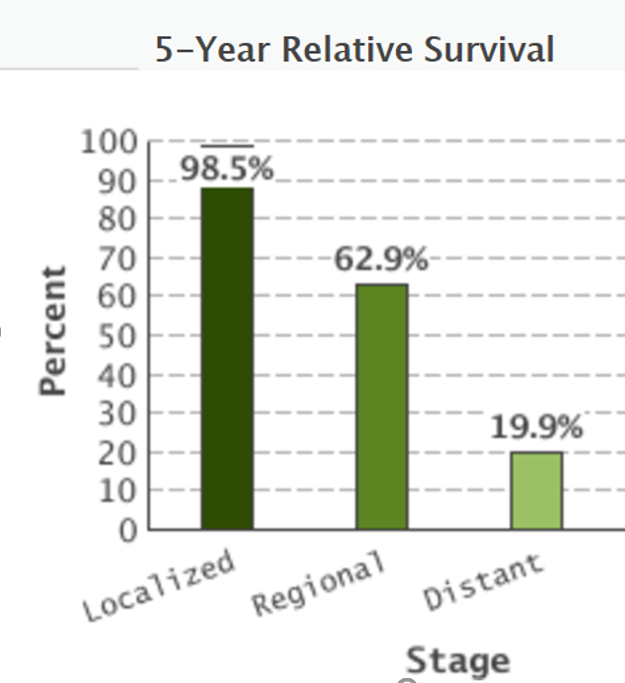 5-Year Relative Survival
100
98.5%
90
80
70
62.9%
60
50
40
30
19.9%
20
10
0
Percent
Localized
Regional
Distant
Stage